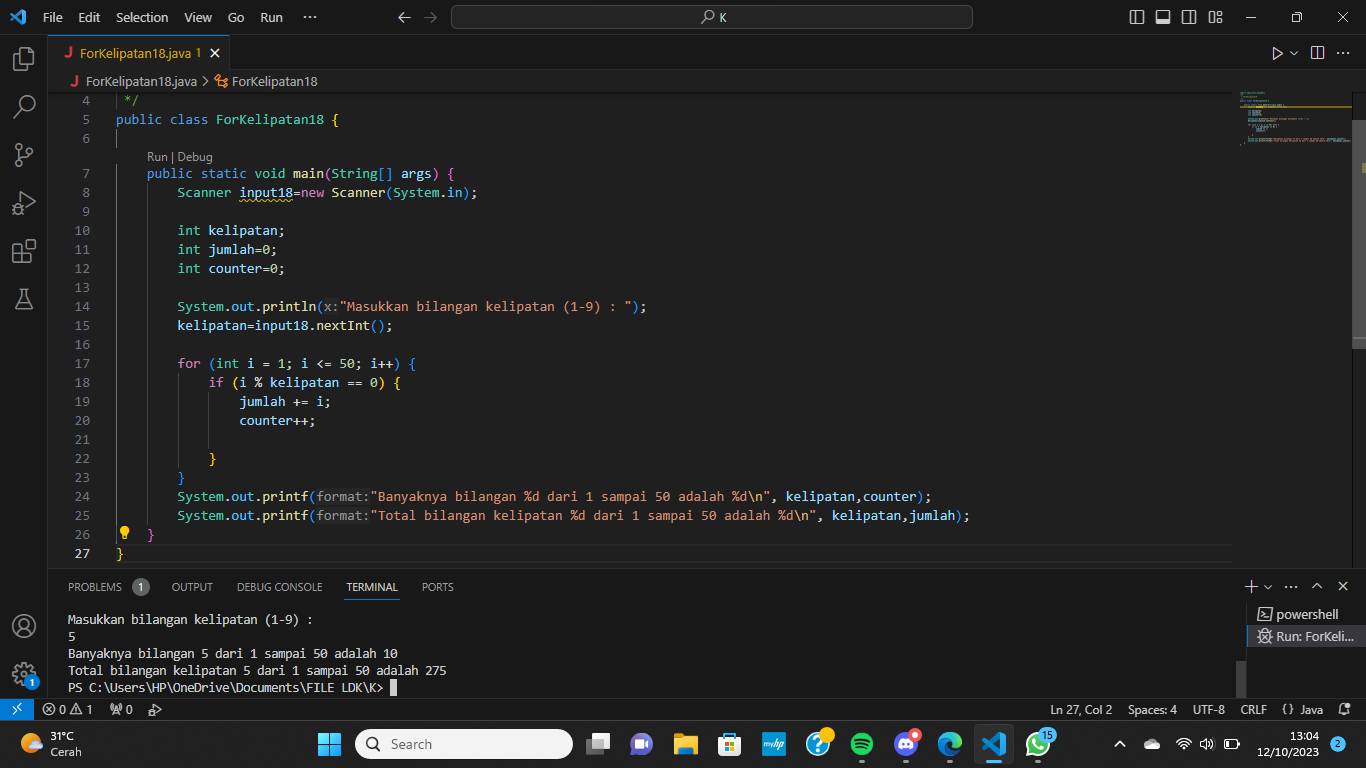 File Edit Selection View Go Run ··· K
J ForKelipatan18.java 1
J ForKelipatan18.java > ForKelipatan18
4 */
5 public class ForKelipatan18 {
6
Run | Debug
7 public static void main(String[] args) {
8 Scanner input18=new Scanner(System.in);
9
10 int kelipatan;
11 int jumlah=0;
12 int counter=0;
13
14 System.out.println(x:"Masukkan bilangan kelipatan (1-9) : ");
15 kelipatan=input18.nextInt();
16
17 for (int i = 1; i <= 50; i++) {
18 if (i % kelipatan == 0) {
19 jumlah += i;
20 counter++;
21
22 }
23 }
24 System.out.printf(format:"Banyaknya bilangan %d dari 1 sampai 50 adalah %d\n", kelipatan,counter);
25 System.out.printf(format:"Total bilangan kelipatan %d dari 1 sampai 50 adalah %d\n", kelipatan,jumlah);
26 }
27 }
PROBLEMS 1 OUTPUT DEBUG CONSOLE TERMINAL PORTS
Masukkan bilangan kelipatan (1-9) :
5
Banyaknya bilangan 5 dari 1 sampai 50 adalah 10
Total bilangan kelipatan 5 dari 1 sampai 50 adalah 275
PS C:\Users\HP\OneDrive\Documents\FILE LDK\K>
powershell
Run: ForKeli...
1
0 1 0 Ln 27, Col 2 Spaces: 4 UTF-8 CRLF {} Java
31°C
Cerah
Search
myhp
15
13:04
12/10/2023
2